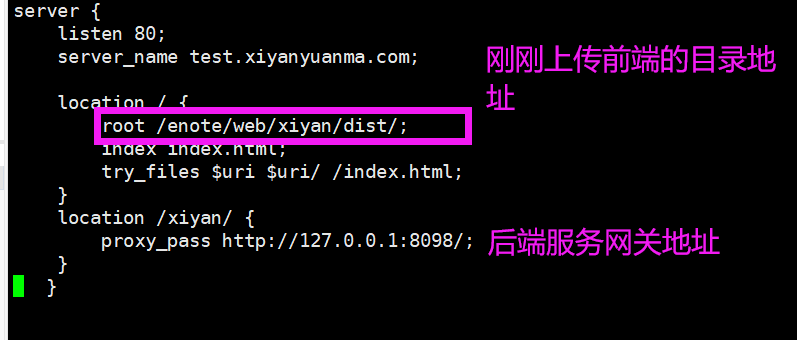 server {
listen 80;
server_name test.xiyanyuanma.com;
刚刚上传前端的目录地
址
location / {
root /enote/web/xiyan/dist/;
index index.html;
try_files $uri $uri/ /index.html;
}
location /xiyan/ {
proxy_pass http://127.0.0.1:8098/;
后端服务网关地址
}
}